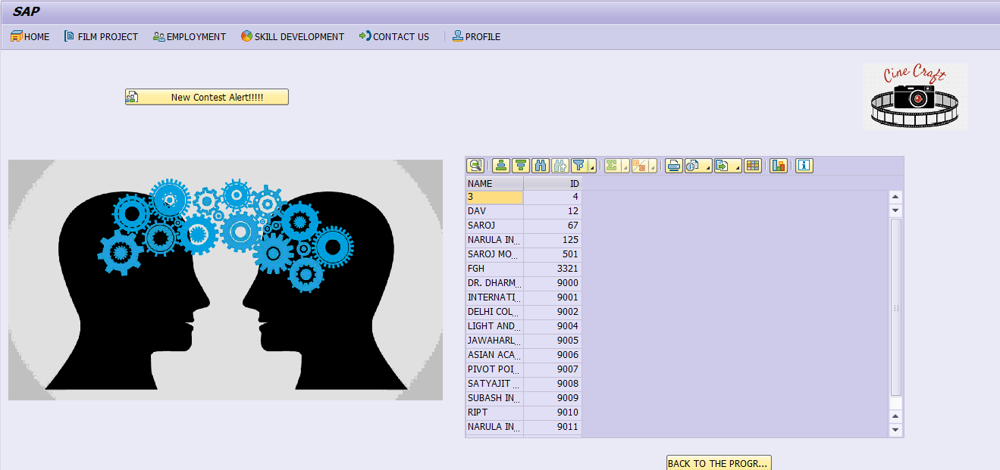 SAP
HOME FILM PROJECT EMPLOYMENT SKILL DEVELOPMENT CONTACT US PROFILE
Cine Craft
New Contest Alert!!!!!
NAME ID
3 4
DAV 12
SAROJ 67
NARULA IN... 125
SAROJ MO... 501
FGH 3321
DR. DHARM... 9000
INTERNATI... 9001
DELHI COL... 9002
LIGHT AND... 9004
JAWAHARL... 9005
ASIAN ACA... 9006
PIVOT POI... 9007
SATYAJIT ... 9008
SUBASH IN... 9009
RIPT 9010
NARULA IN... 9011
BACK TO THE PROGR...